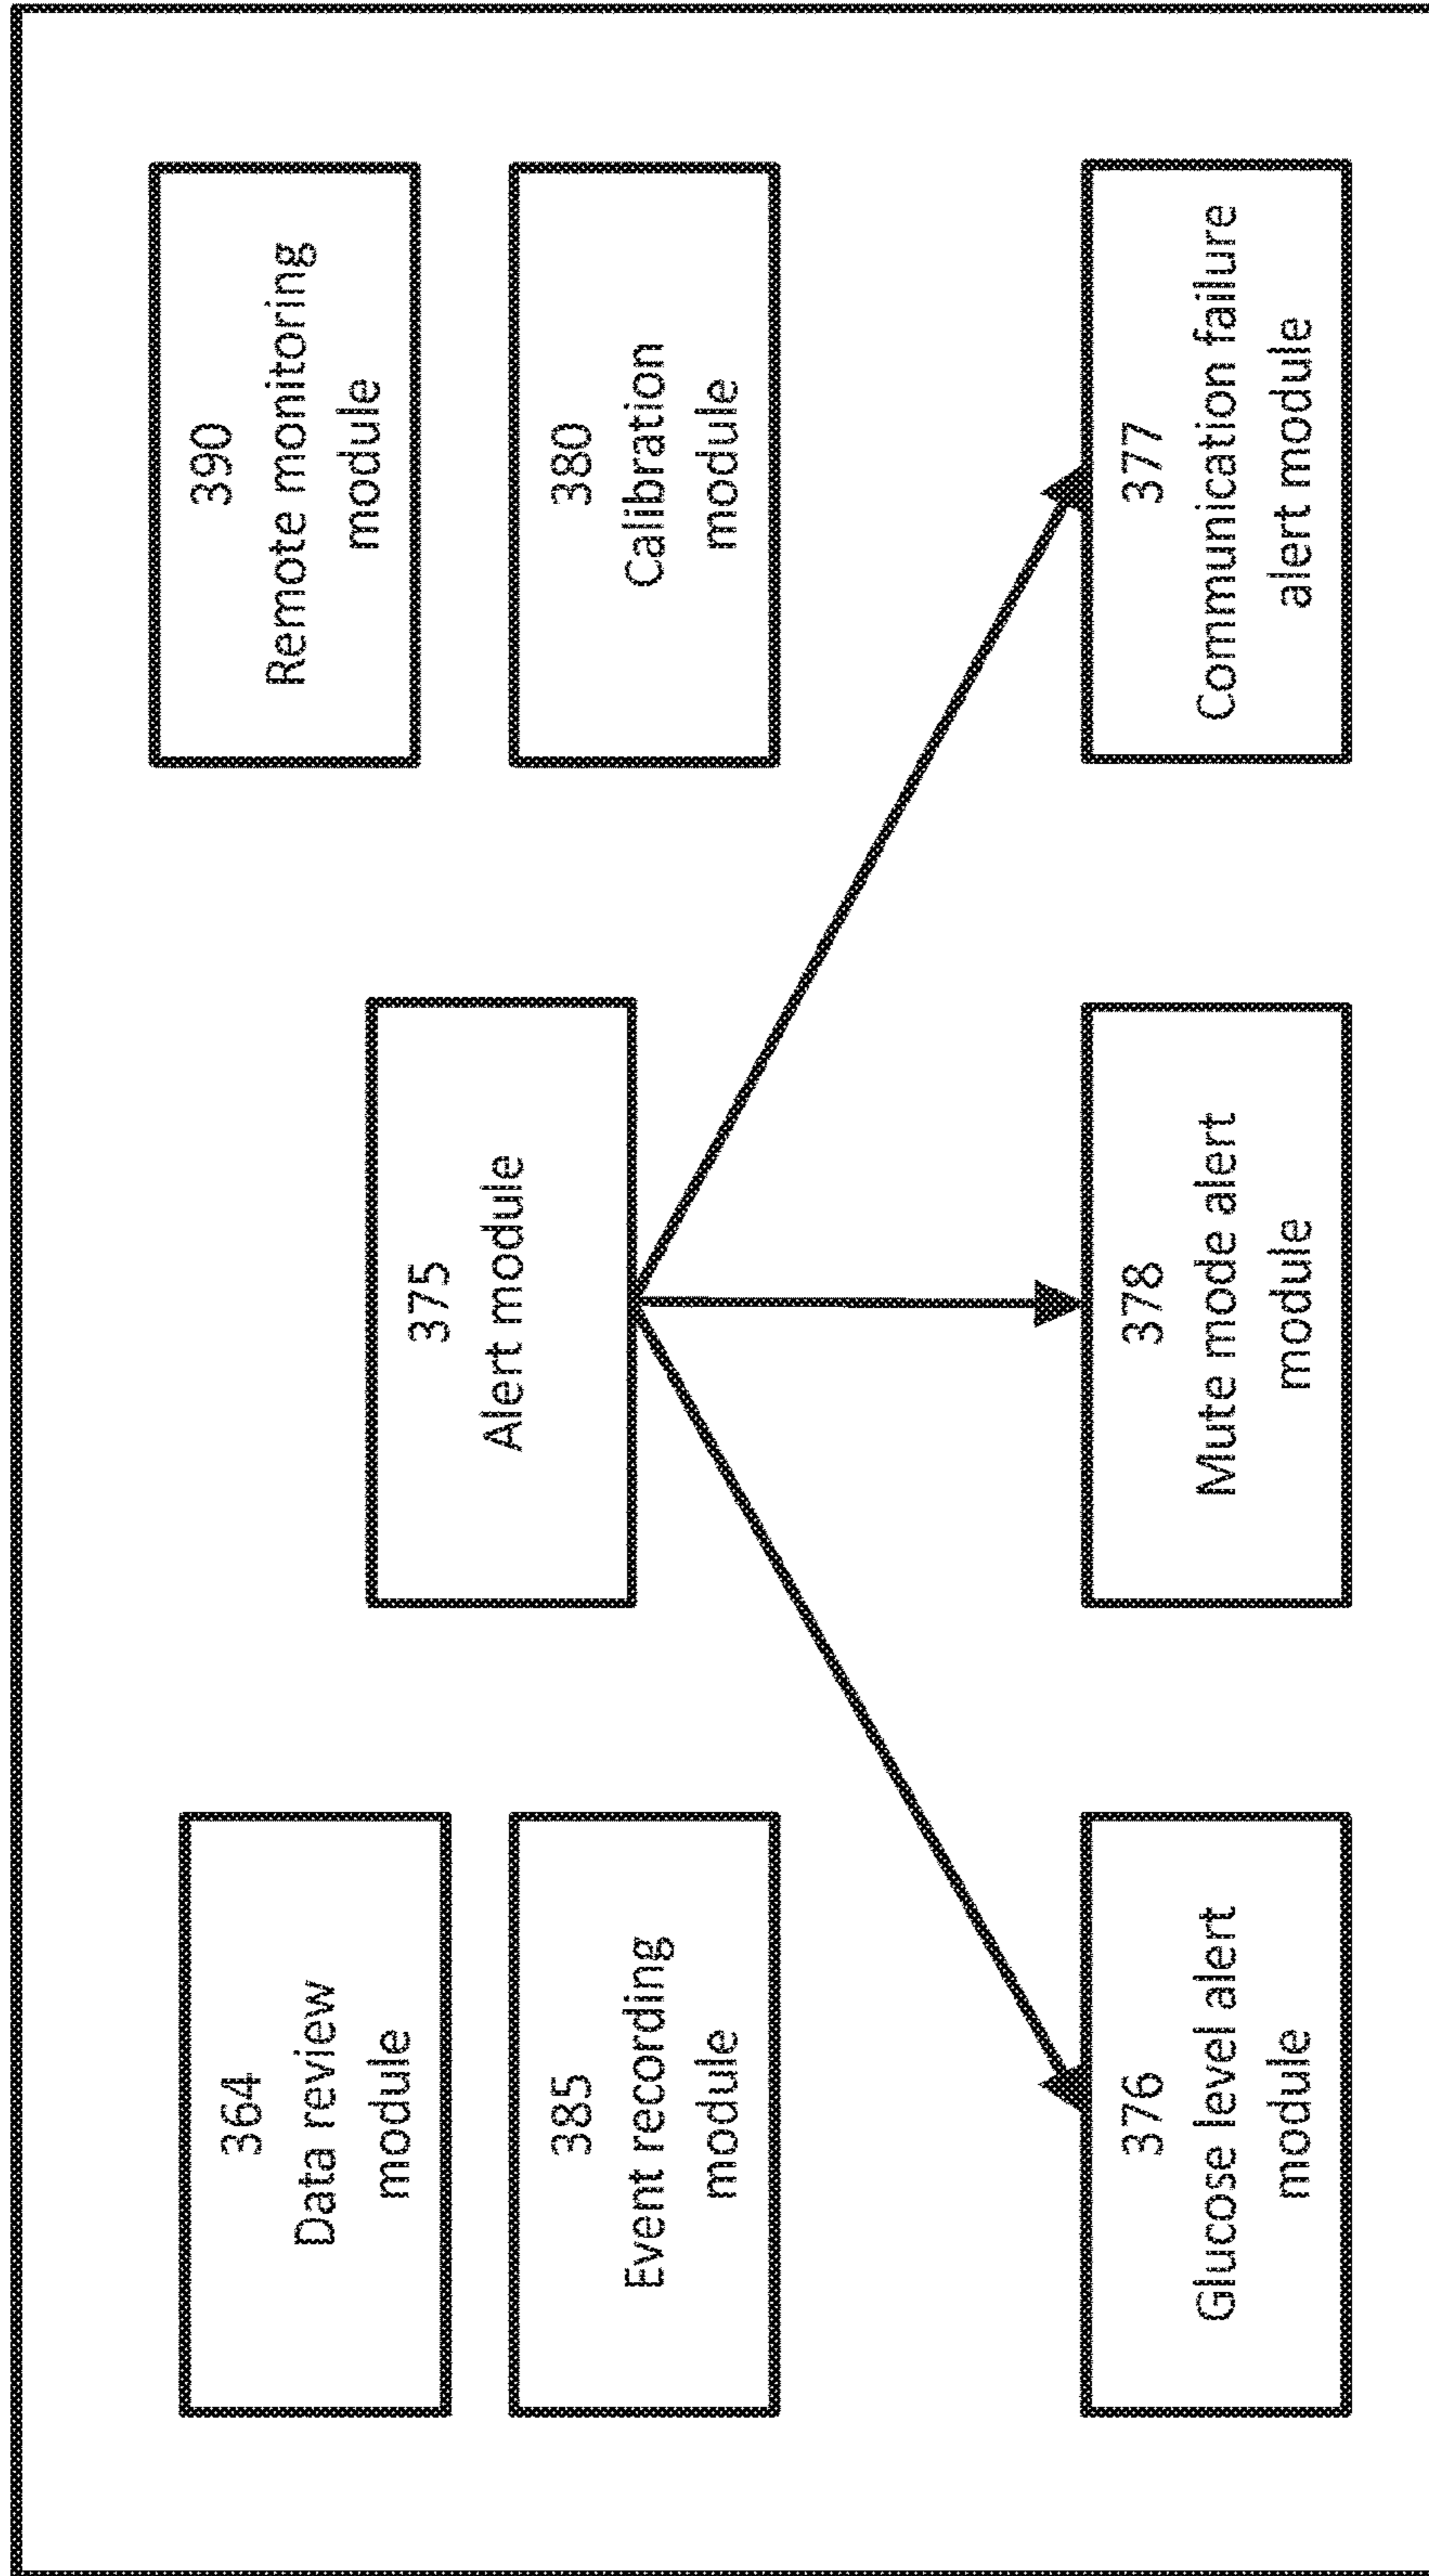 364
Data review
module
375
Alert module
390
Remote monitoring
module
385
Event recording
module
380
Calibration
module
376
Glucose level alert
module
378
Mute mode alert
module
377
Communication failure
alert module